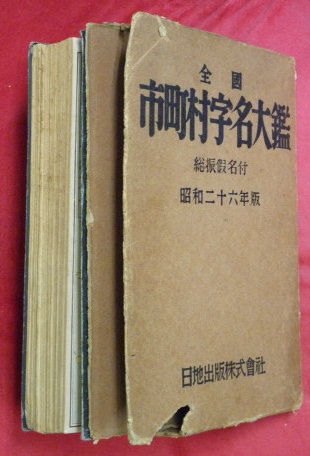 全國
市町村字名大鑑
総振假名付
昭和二十六年版
日地出版株式會社